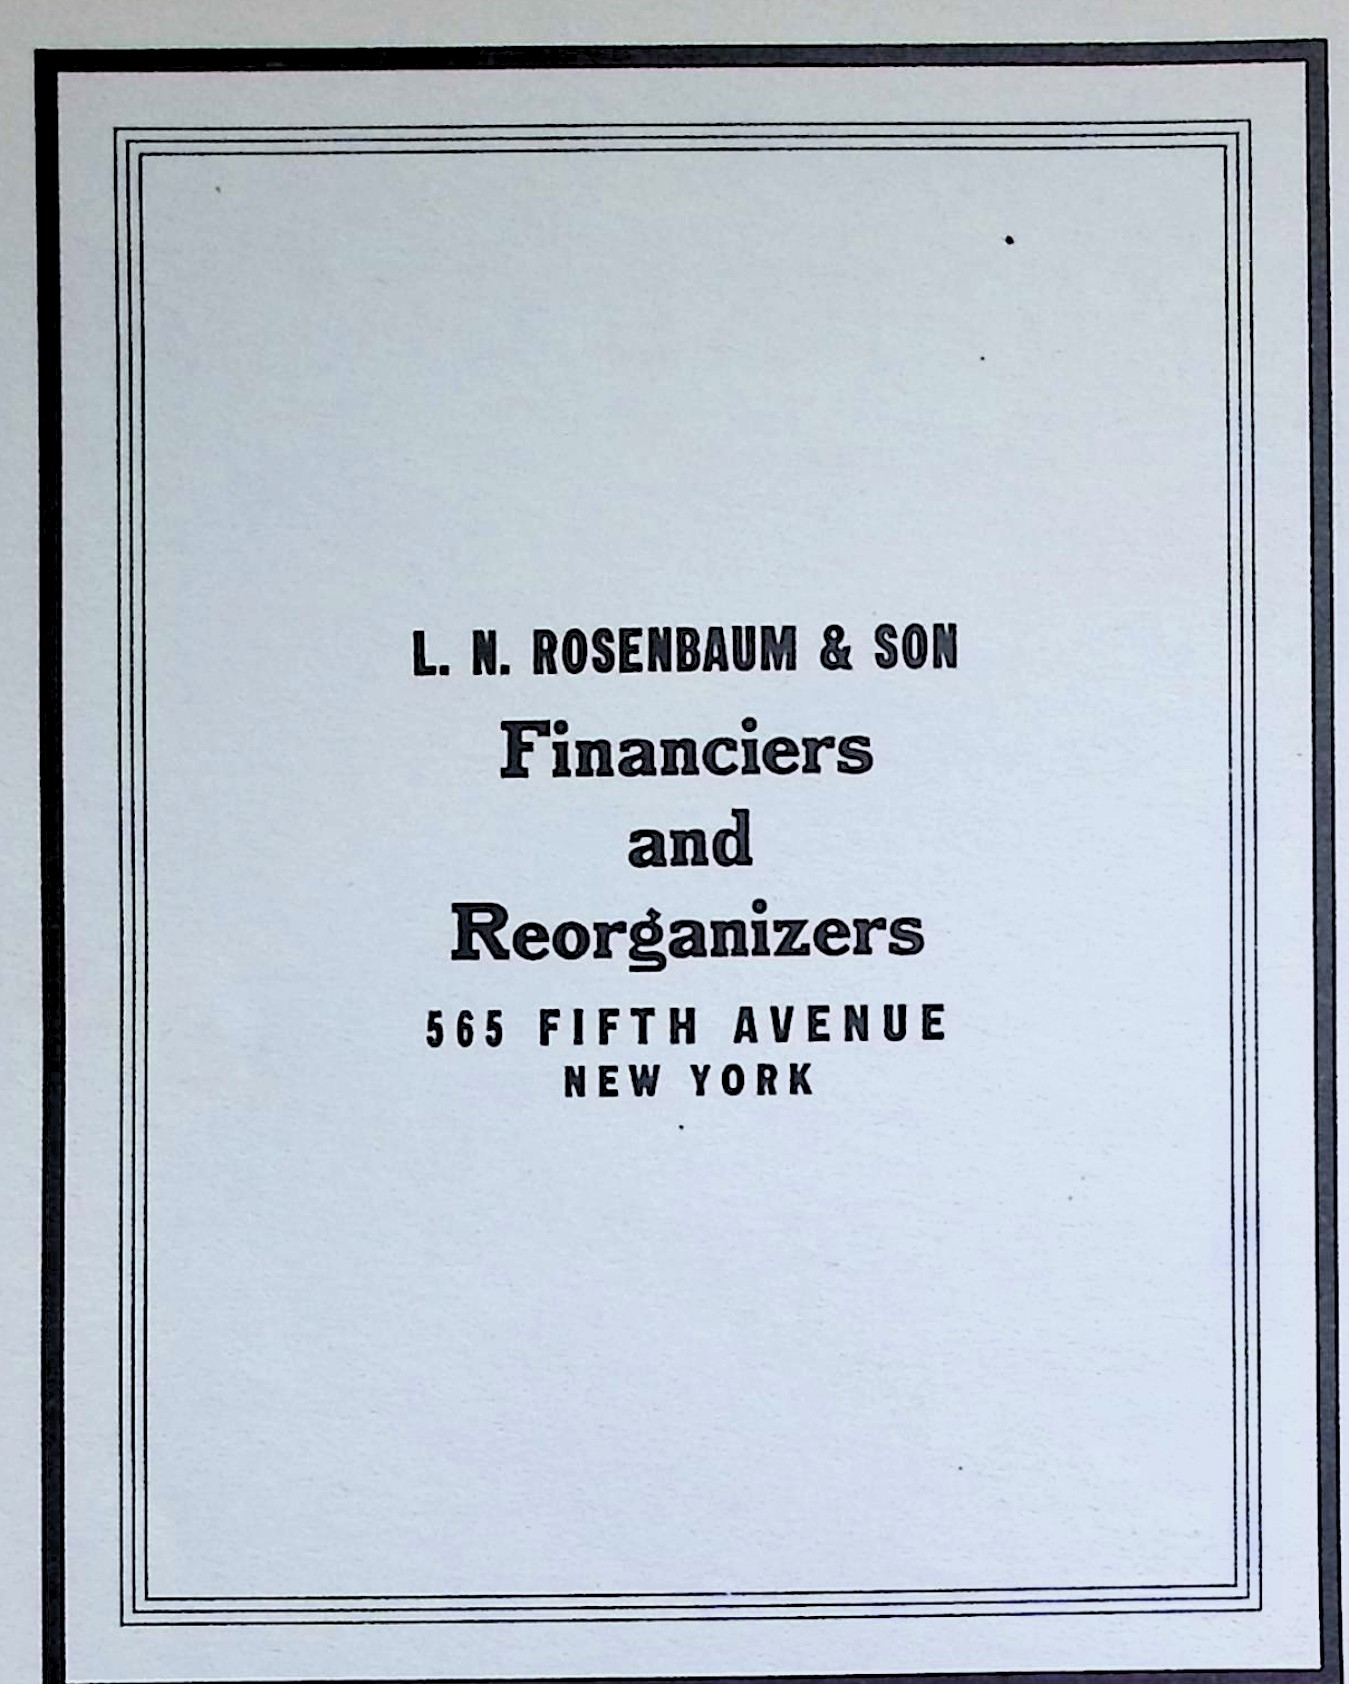 L. N. ROSENBAUM & SON
Financiers
and
Reorganizers
565 FIFTH AVENUE
NEW YORK